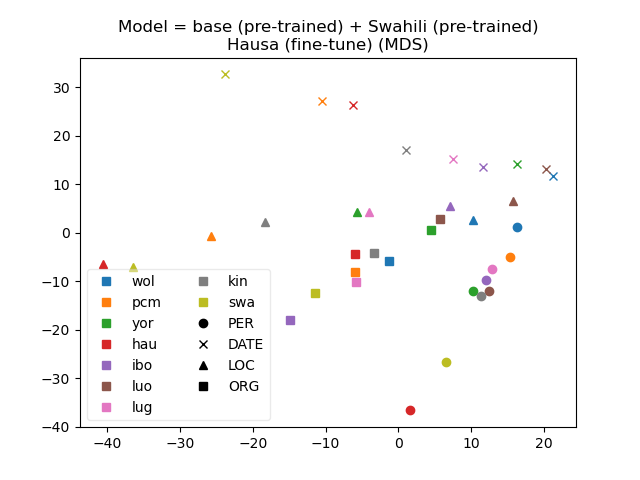 Model = base (pre-trained) + Swahili (pre-trained)
Hausa (fine-tune) (MDS)
30
20
10
0
−10
−20
−30
−40
wol
pcm
yor
hau
ibo
luo
lug
kin
swa
PER
DATE
LOC
ORG
−40 −30 −20 −10 0 10 20